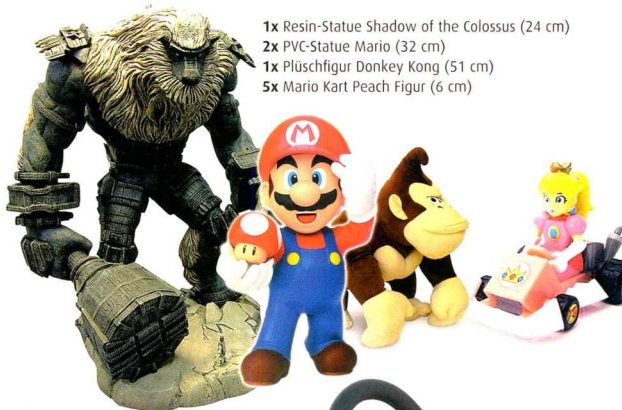 1x Resin-Statue Shadow of the Colossus (24 cm)
2x PVC-Statue Mario (32 cm)
1x Plüschfigur Donkey Kong (51 cm)
5x Mario Kart Peach Figur (6 cm)
M